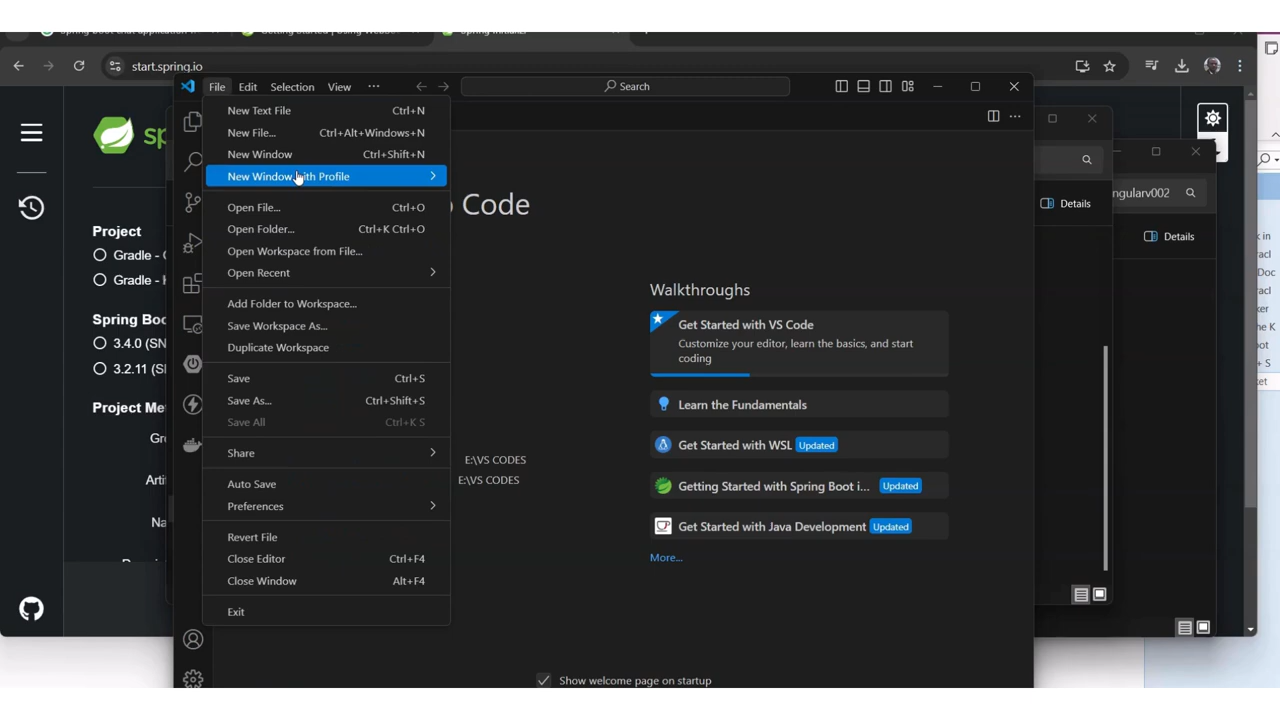 start.spring.io
File Edit Selection View ... Search
New Text File Ctrl+N
New File... Ctrl+Alt+Windows+N
New Window Ctrl+Shift+N
New Window with Profile
Open File... Ctrl+O
Open Folder... Ctrl+K Ctrl+O
Open Workspace from File...
Open Recent
Add Folder to Workspace...
Save Workspace As...
Duplicate Workspace
Save Ctrl+S
Save As... Ctrl+Shift+S
Save All Ctrl+K S
Share
Auto Save
Preferences
Revert File
Close Editor Ctrl+F4
Close Window Alt+F4
Exit
sp
Project
Gradle -
Gradle -
Spring Boo
3.4.0 (SN
3.2.11 (S
Project Me
Gro
Artif
Na
Code
E:\VS CODES
E:\VS CODES
Walkthroughs
Get Started with VS Code
Customize your editor, learn the basics, and start
coding
Learn the Fundamentals
Get Started with WSL Updated
Getting Started with Spring Boot i... Updated
Get Started with Java Development Updated
More...
Show welcome page on startup
Details
ngularv002
Details